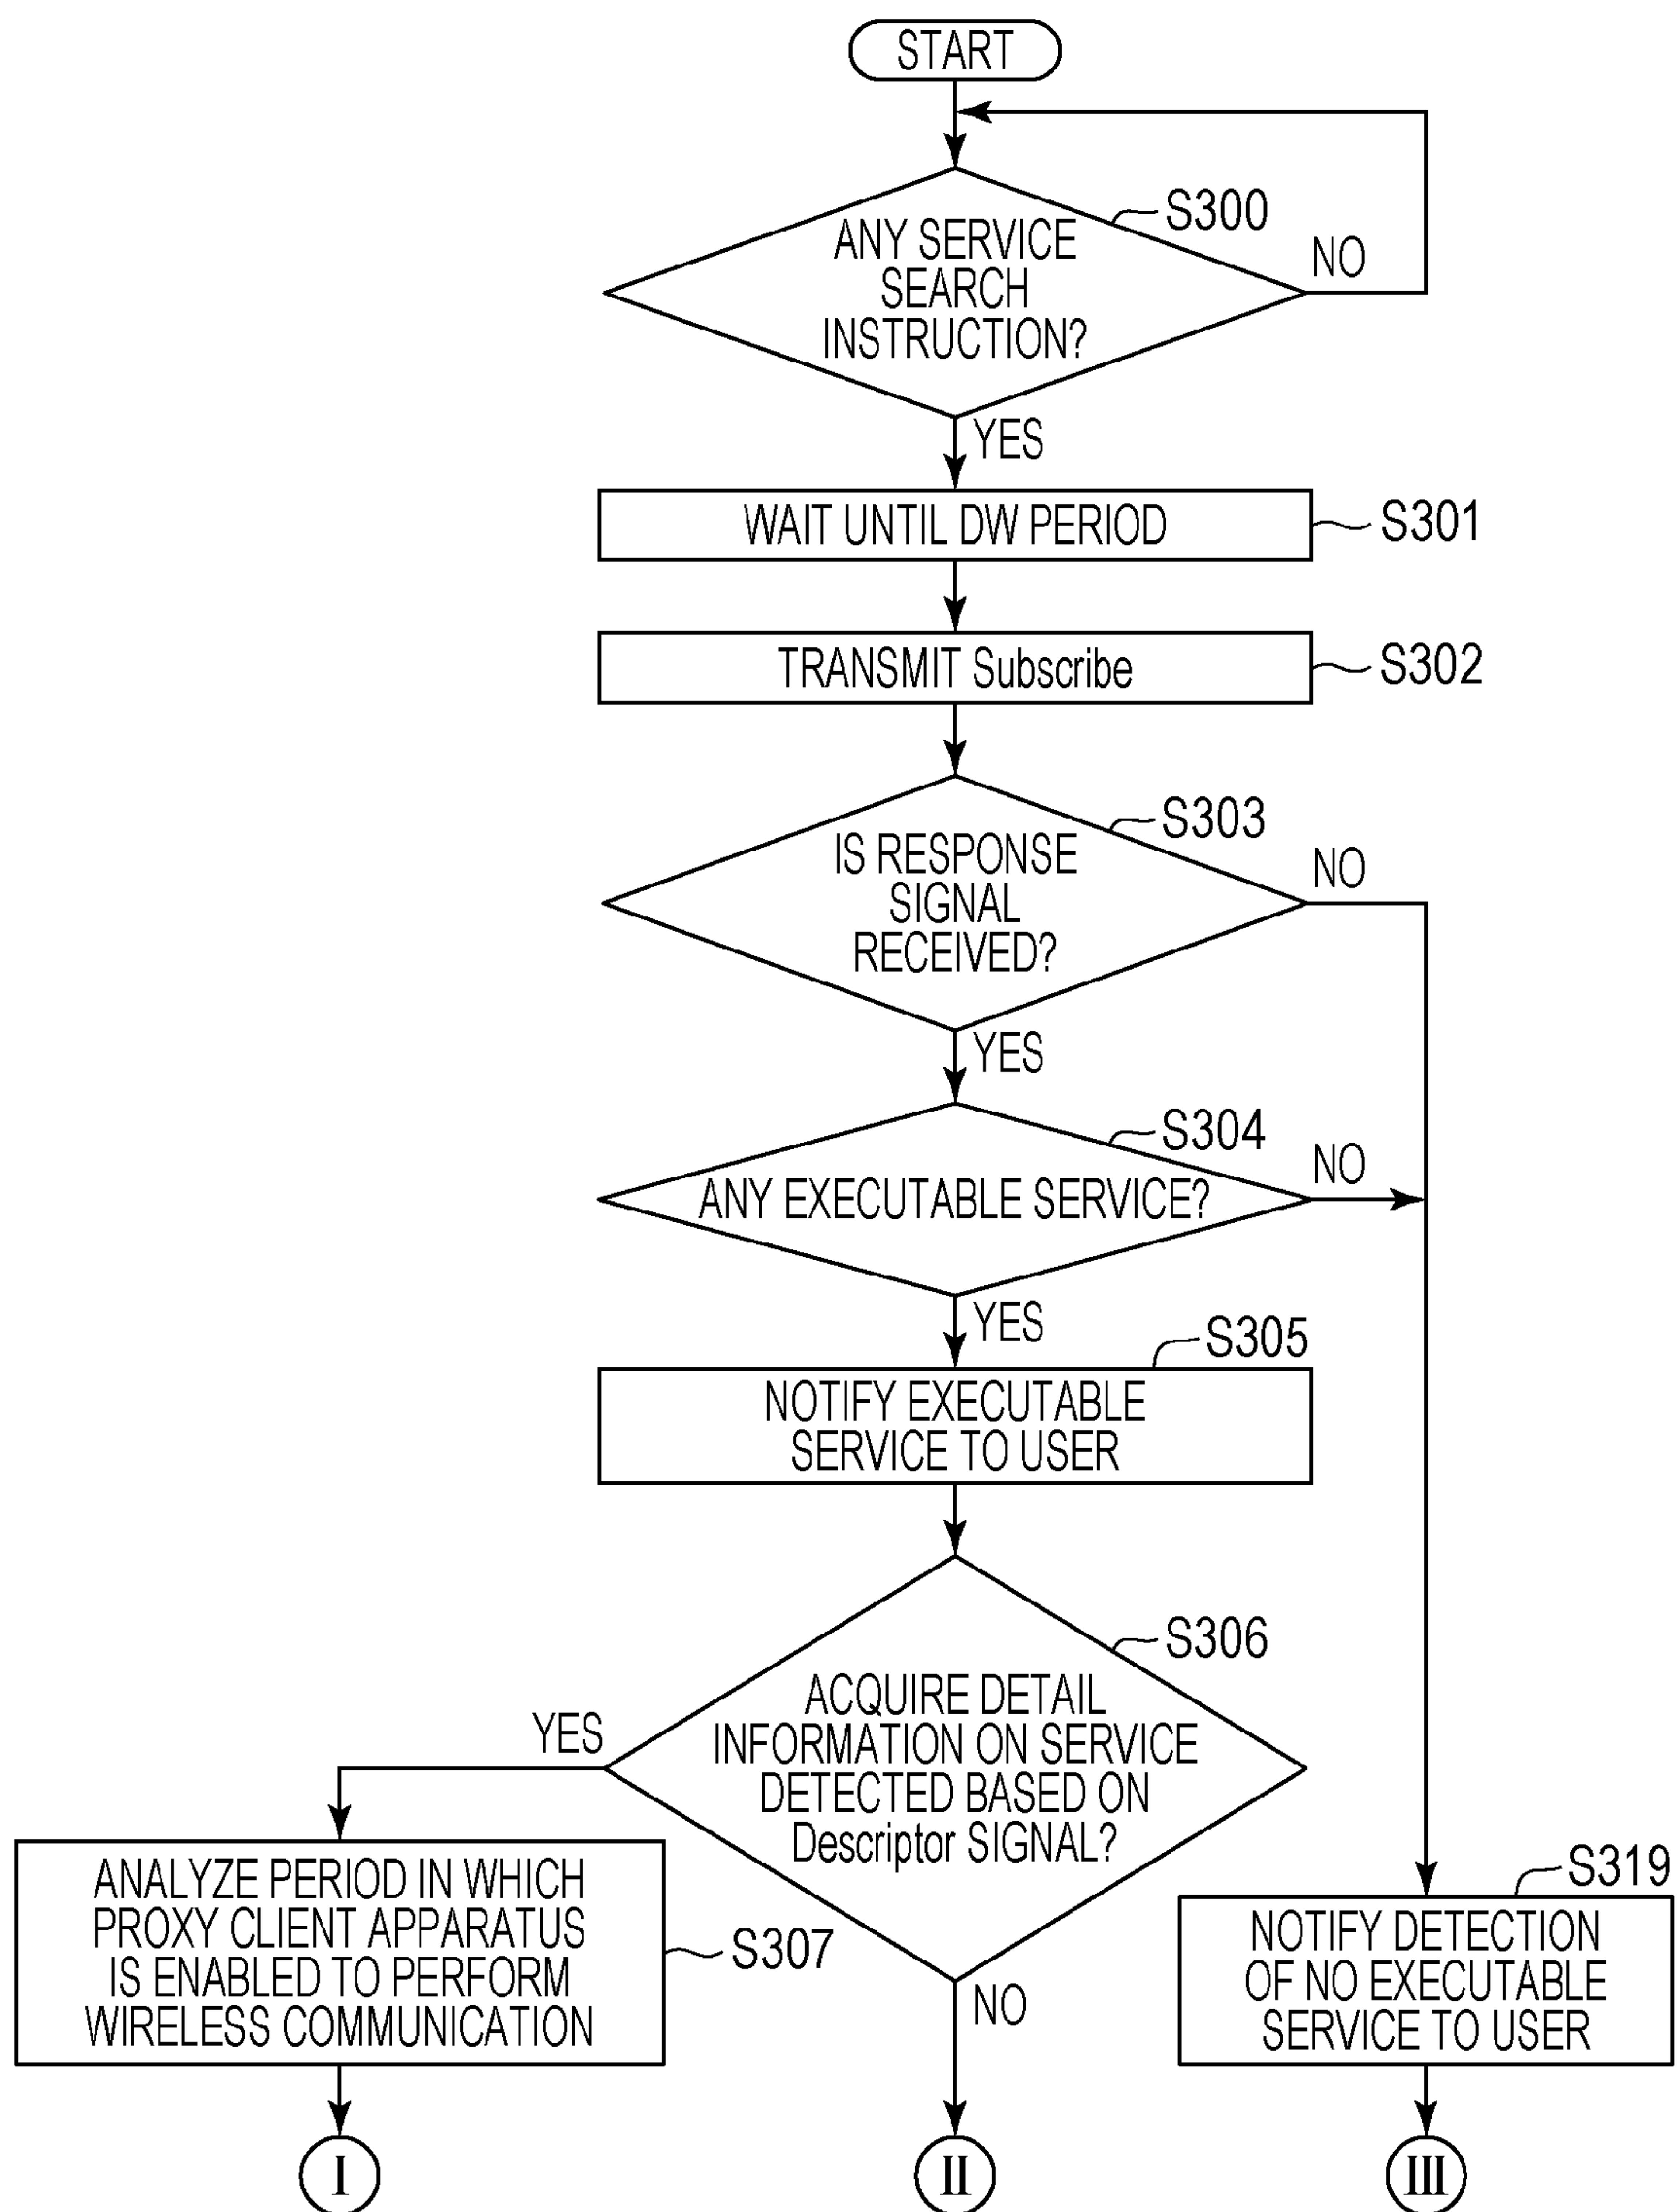 START
S300
ANY SERVICE
SEARCH
INSTRUCTION?
NO
YES
WAIT UNTIL DW PERIOD
S301
TRANSMIT Subscribe
S302
S303
IS RESPONSE
SIGNAL
RECEIVED?
NO
YES
S304
ANY EXECUTABLE SERVICE?
NO
YES
S305
NOTIFY EXECUTABLE
SERVICE TO USER
S306
ACQUIRE DETAIL
INFORMATION ON SERVICE
DETECTED BASED ON
Descriptor SIGNAL?
YES
NO
ANALYZE PERIOD IN WHICH
PROXY CLIENT APPARATUS
IS ENABLED TO PERFORM
WIRELESS COMMUNICATION
S307
S319
NOTIFY DETECTION
OF NO EXECUTABLE
SERVICE TO USER
I
II
III